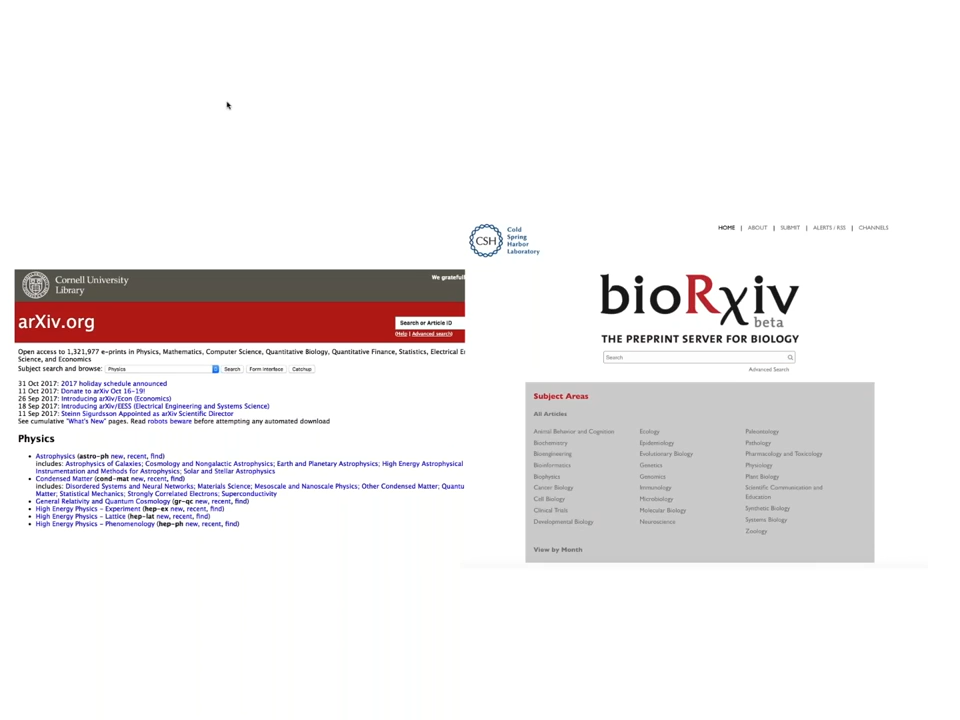 Cornell University
Library
We gratefull
arXiv.org
Search or Article ID
(Help | Advanced search)
Open access to 1,321,977 e-prints in Physics, Mathematics, Computer Science, Quantitative Biology, Quantitative Finance, Statistics, Electrical E
Science, and Economics
Subject search and browse: Physics Search Form interface Catchup
31 Oct 2017: 2017 holiday schedule announced
11 Oct 2017: Donate to arXiv Oct 16-19!
26 Sep 2017: Introducing arXiv/Econ (Economics)
18 Sep 2017: Introducing arXiv/EESS (Electrical Engineering and Systems Science)
11 Sep 2017: Steinn Sigurdsson Appointed as arXiv Scientific Director
See cumulative "What's New" pages. Read robots beware before attempting any automated download
Physics
• Astrophysics (astro-ph new, recent, find)
includes: Astrophysics of Galaxies; Cosmology and Nongalactic Astrophysics; Earth and Planetary Astrophysics; High Energy Astrophysical
Instrumentation and Methods for Astrophysics; Solar and Stellar Astrophysics
• Condensed Matter (cond-mat new, recent, find)
includes: Disordered Systems and Neural Networks; Materials Science; Mesoscale and Nanoscale Physics; Other Condensed Matter; Quantu
Matter; Statistical Mechanics; Strongly Correlated Electrons; Superconductivity
• General Relativity and Quantum Cosmology (gr-qc new, recent, find)
• High Energy Physics - Experiment (hep-ex new, recent, find)
• High Energy Physics - Lattice (hep-lat new, recent, find)
• High Energy Physics - Phenomenology (hep-ph new, recent, find)
CSH
Cold
Spring
Harbor
Laboratory
HOME | ABOUT | SUBMIT | ALERTS / RSS | CHANNELS
bioRχiv
beta
THE PREPRINT SERVER FOR BIOLOGY
Search
Advanced Search
Subject Areas
All Articles
Animal Behavior and Cognition
Biochemistry
Bioengineering
Bioinformatics
Biophysics
Cancer Biology
Cell Biology
Clinical Trials
Developmental Biology
Ecology
Epidemiology
Evolutionary Biology
Genetics
Genomics
Immunology
Microbiology
Molecular Biology
Neuroscience
Paleontology
Pathology
Pharmacology and Toxicology
Physiology
Plant Biology
Scientific Communication and
Education
Synthetic Biology
Systems Biology
Zoology
View by Month